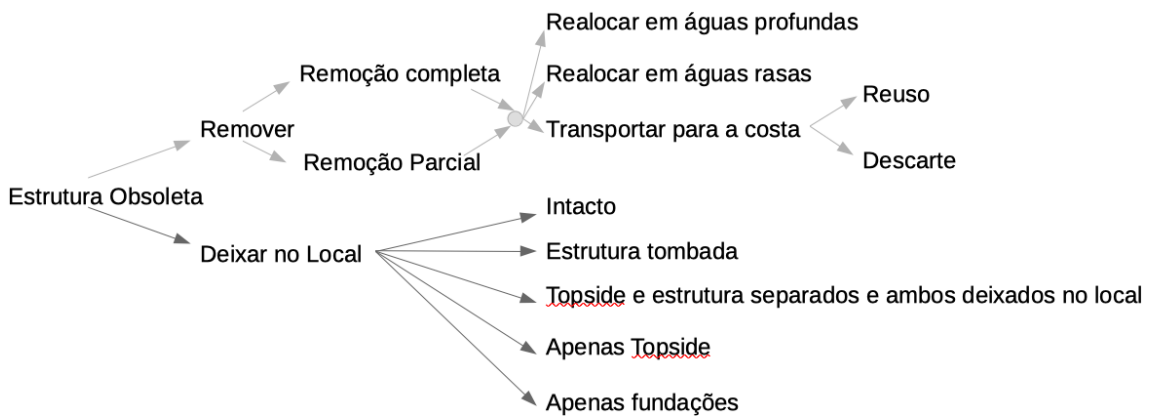 Realocar em águas profundas
Remoção completa
Realocar em águas rasas
Reuso
Remover
Transportar para a costa
Remoção Parcial
Descarte
Estrutura Obsoleta
Intacto
Deixar no Local
Estrutura tombada
Topside e estrutura separados e ambos deixados no local
Apenas Topside
Apenas fundações